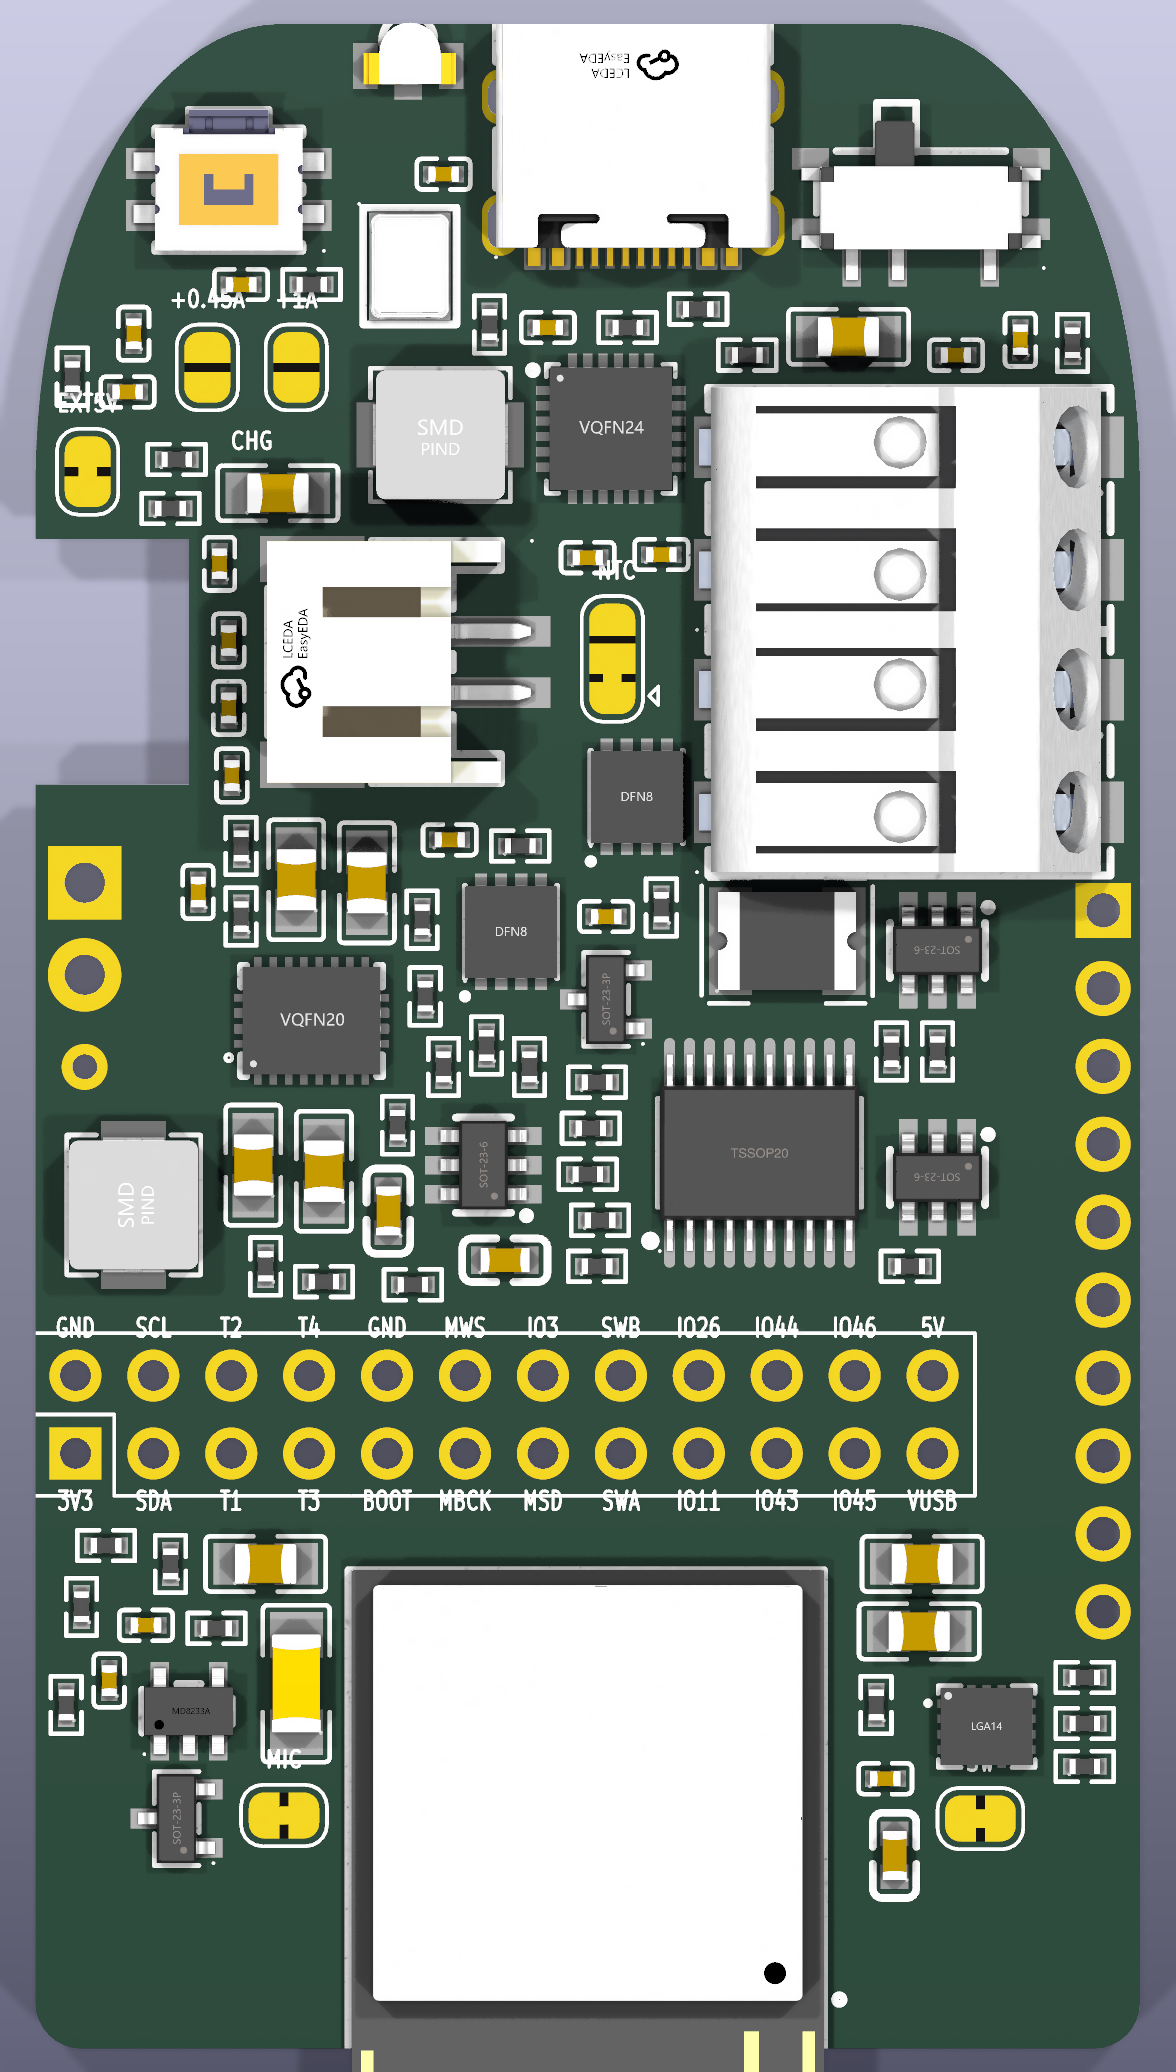 LCEDA
EasyEDA
+0.45A
+1A
EXT5V
CHG
SMD
PIND
VQFN24
LCEDA
EasyEDA
NTC
DFN8
DFN8
SOT-23-3P
SOT-23-6
VQFN20
SMD
PIND
SOT-23-6
TSSOP20
SOT-23-6
GND SCL T2 T4 GND MWS IO3 SWB IO26 IO44 IO46 5V
3V3 SDA T1 T3 BOOT MBCK MSD SWA IO11 IO43 IO45 VUSB
MD8233A
LGA14
MIC
SOT-23-3P